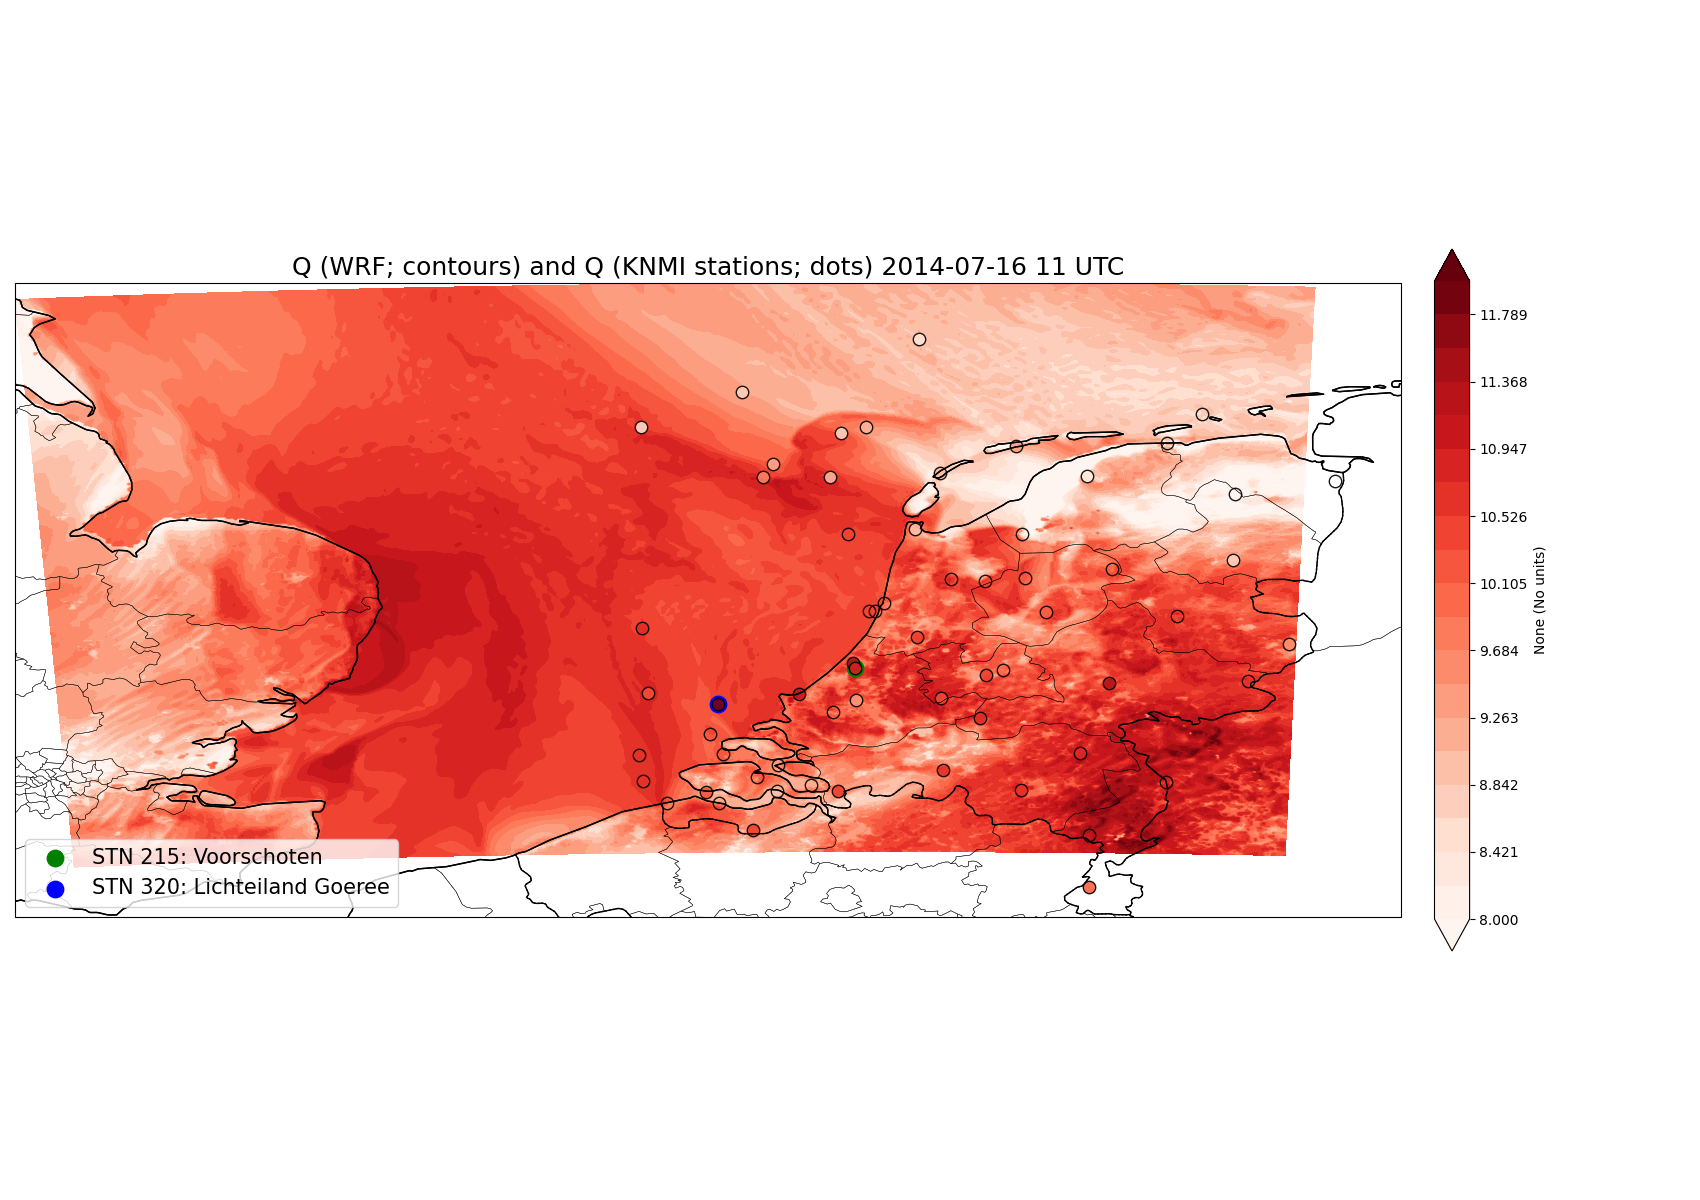 Q (WRF; contours) and Q (KNMI stations; dots) 2014-07-16 11 UTC
11.789
11.368
10.947
10.526
10.105
9.684
9.263
8.842
8.421
8.000
None (No units)
STN 215: Voorschoten
STN 320: Lichteiland Goeree